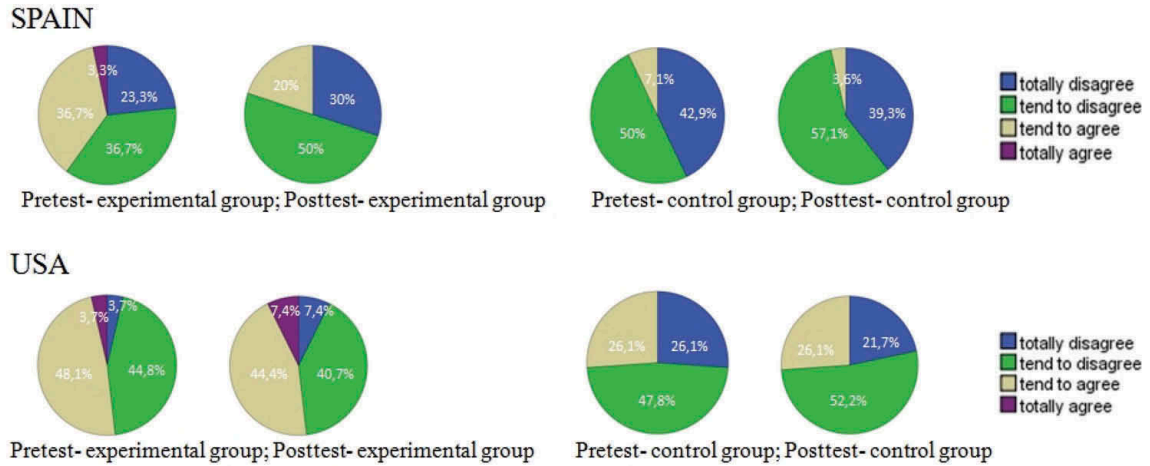 SPAIN
3,3%
23,3%
36,7%
36,7%
20%
30%
50%
7,1%
42,9%
50%
3,6%
39,3%
57,1%
totally disagree
tend to disagree
tend to agree
totally agree
Pretest- experimental group; Posttest- experimental group
Pretest- control group; Posttest- control group
USA
3,7%
3,7%
48,1%
44,8%
7,4%
7,4%
44,4%
40,7%
26,1%
26,1%
47,8%
26,1%
21,7%
52,2%
totally disagree
tend to disagree
tend to agree
totally agree
Pretest- experimental group; Posttest- experimental group
Pretest- control group; Posttest- control group